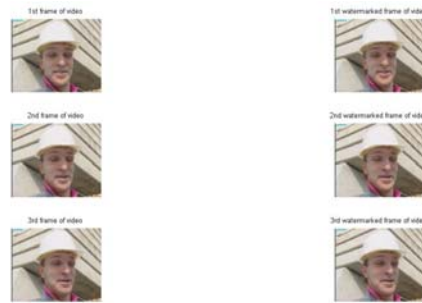 1st frame of video
1st watermarked frame of vide
2nd frame of video
2nd watermarked frame of vide
3rd frame of video
3rd watermarked frame of vide